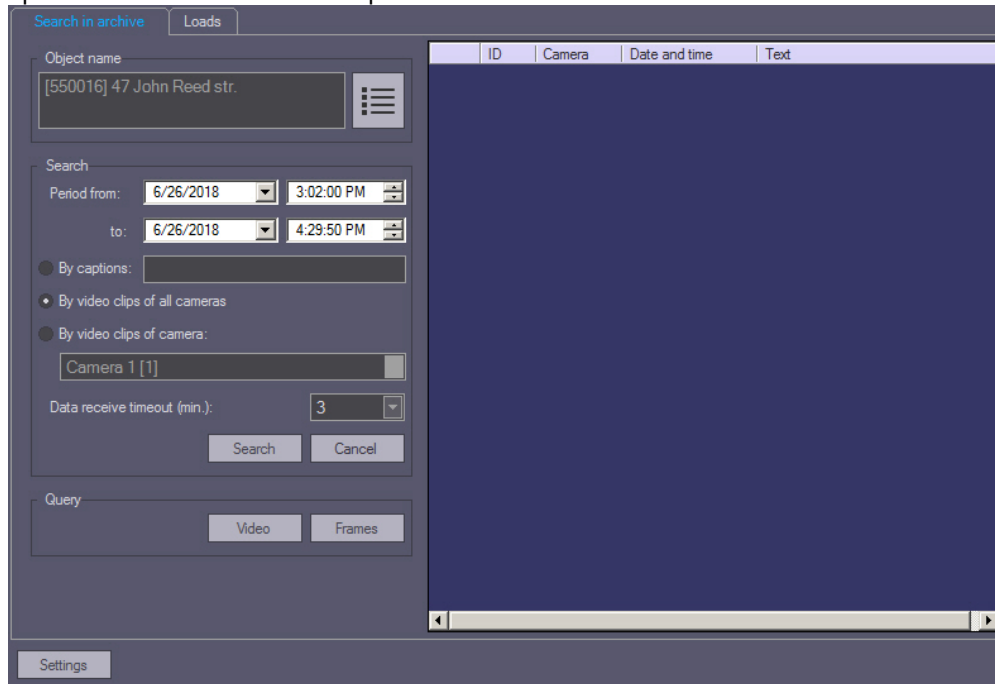 Search in archive Loads
Object name
[550016] 47 John Reed str.
Search
Period from: 6/26/2018 3:02:00 PM
to: 6/26/2018 4:29:50 PM
By captions:
By video clips of all cameras
By video clips of camera:
Camera 1 [1]
Data receive timeout (min.): 3
Search Cancel
Query
Video Frames
Settings
ID Camera Date and time Text